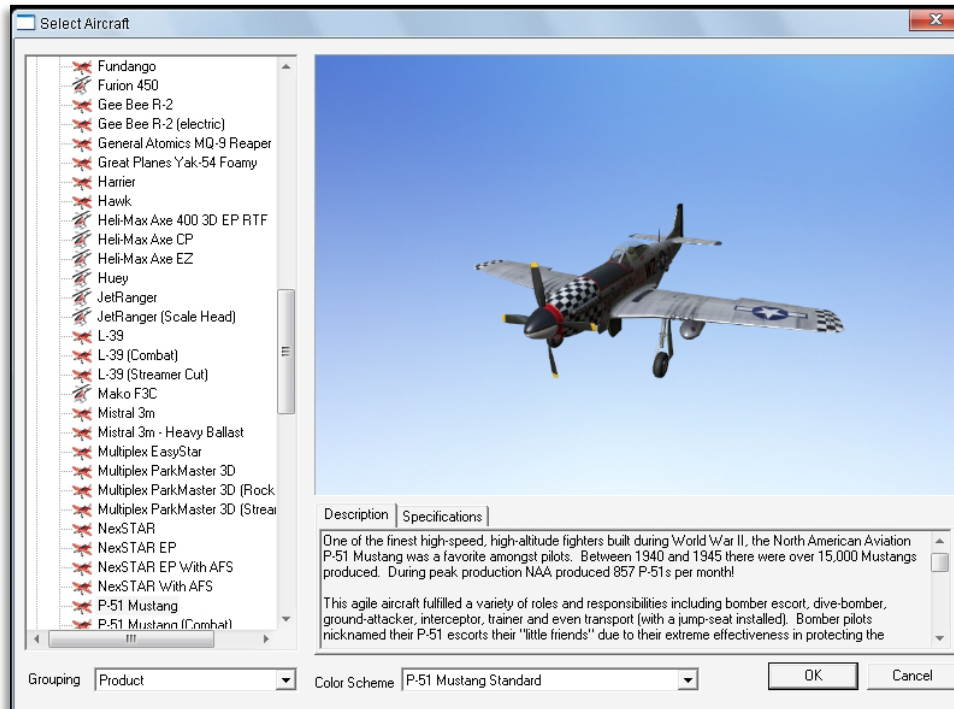 Select Aircraft
Fundango
Furion 450
Gee Bee R-2
Gee Bee R-2 (electric)
General Atomics MQ-9 Reaper
Great Planes Yak-54 Foamy
Harrier
Hawk
Heli-Max Axe 400 3D EP RTF
Heli-Max Axe CP
Heli-Max Axe EZ
Huey
JetRanger
JetRanger (Scale Head)
L-39
L-39 (Combat)
L-39 (Streamer Cut)
Mako F3C
Mistral 3m
Mistral 3m - Heavy Ballast
Multiplex EasyStar
Multiplex ParkMaster 3D
Multiplex ParkMaster 3D (Rock
Multiplex ParkMaster 3D (Strea
NexSTAR
NexSTAR EP
NexSTAR EP With AFS
NexSTAR With AFS
P-51 Mustang
P-51 Mustang (Combat)
Description
Specifications
One of the finest high-speed, high-altitude fighters built during World War II, the North American Aviation
P-51 Mustang was a favorite amongst pilots. Between 1940 and 1945 there were over 15,000 Mustangs
produced. During peak production NAA produced 857 P-51s per month!
This agile aircraft fulfilled a variety of roles and responsibilities including bomber escort, dive-bomber,
ground-attacker, interceptor, trainer and even transport (with a jump-seat installed). Bomber pilots
nicknamed their P-51 escorts their "little friends" due to their extreme effectiveness in protecting the
Grouping
Product
Color Scheme
P-51 Mustang Standard
OK
Cancel